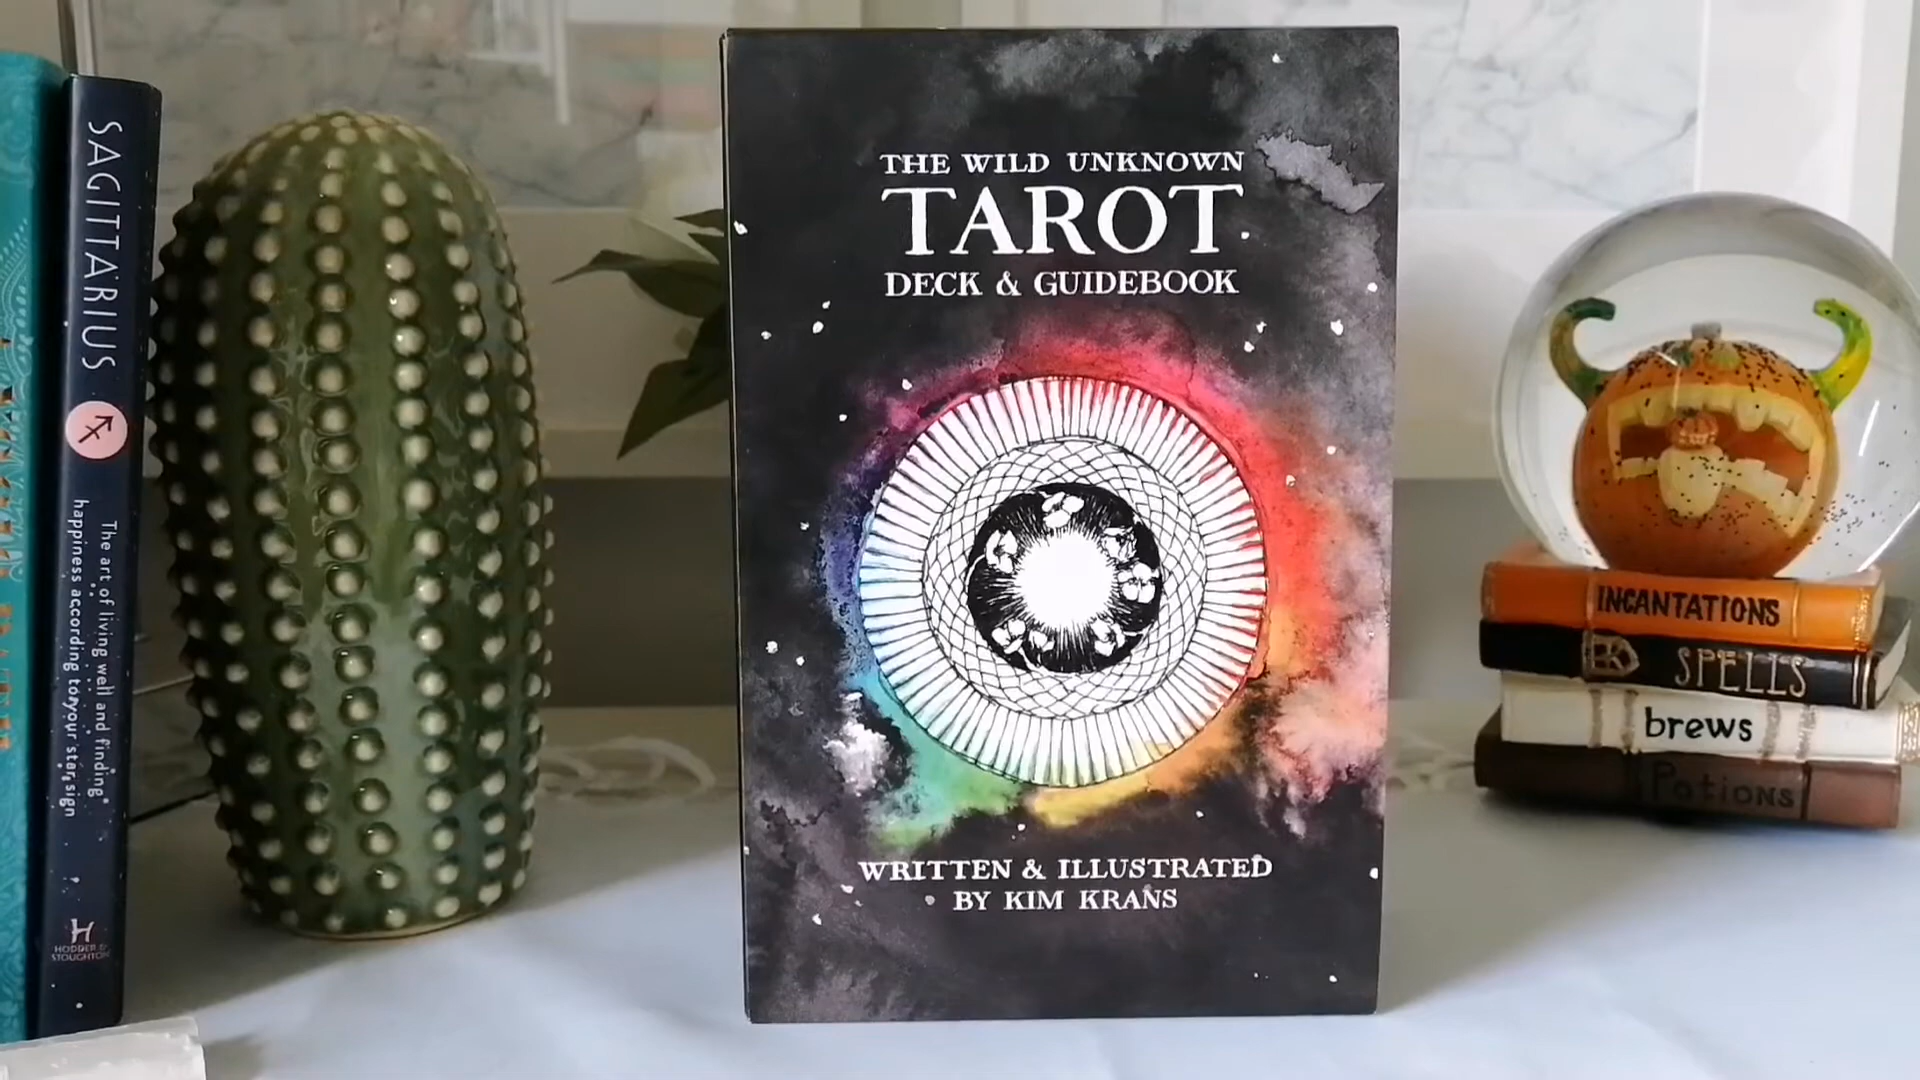 SAGITTARIUS
The art of living well and finding
happiness according to your star sign
H
HODDER &
STOUGHTON
THE WILD UNKNOWN
TAROT
DECK & GUIDEBOOK
WRITTEN & ILLUSTRATED
BY KIM KRANS
INCANTATIONS
SPELLS
brews
Potions